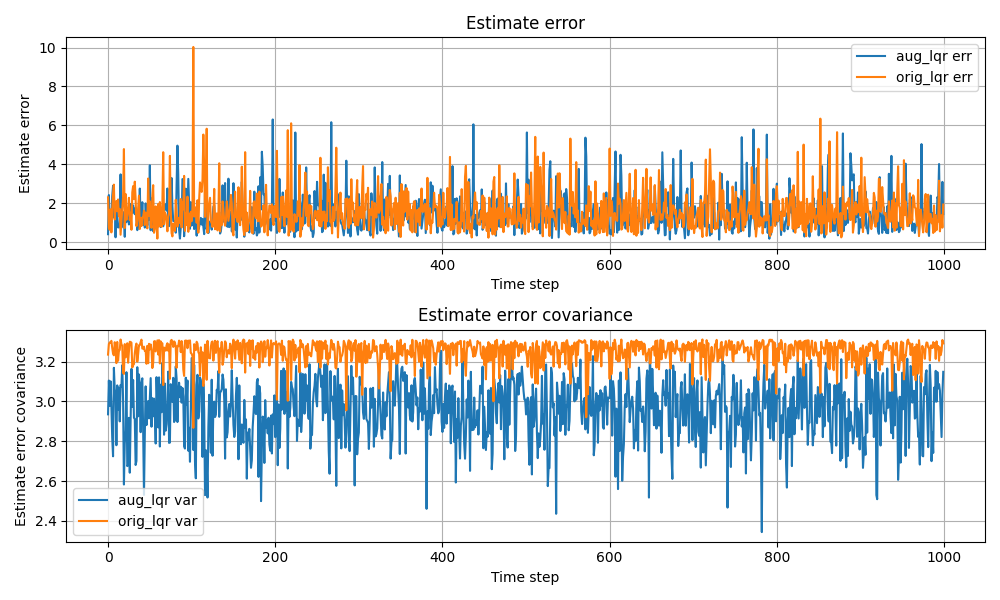 Estimate error
10
8
6
4
2
0
Estimate error
aug_lqr err
orig_lqr err
0 200 400 600 800 1000
Time step
Estimate error covariance
3.2
3.0
2.8
2.6
2.4
Estimate error covariance
aug_lqr var
orig_lqr var
0 200 400 600 800 1000
Time step